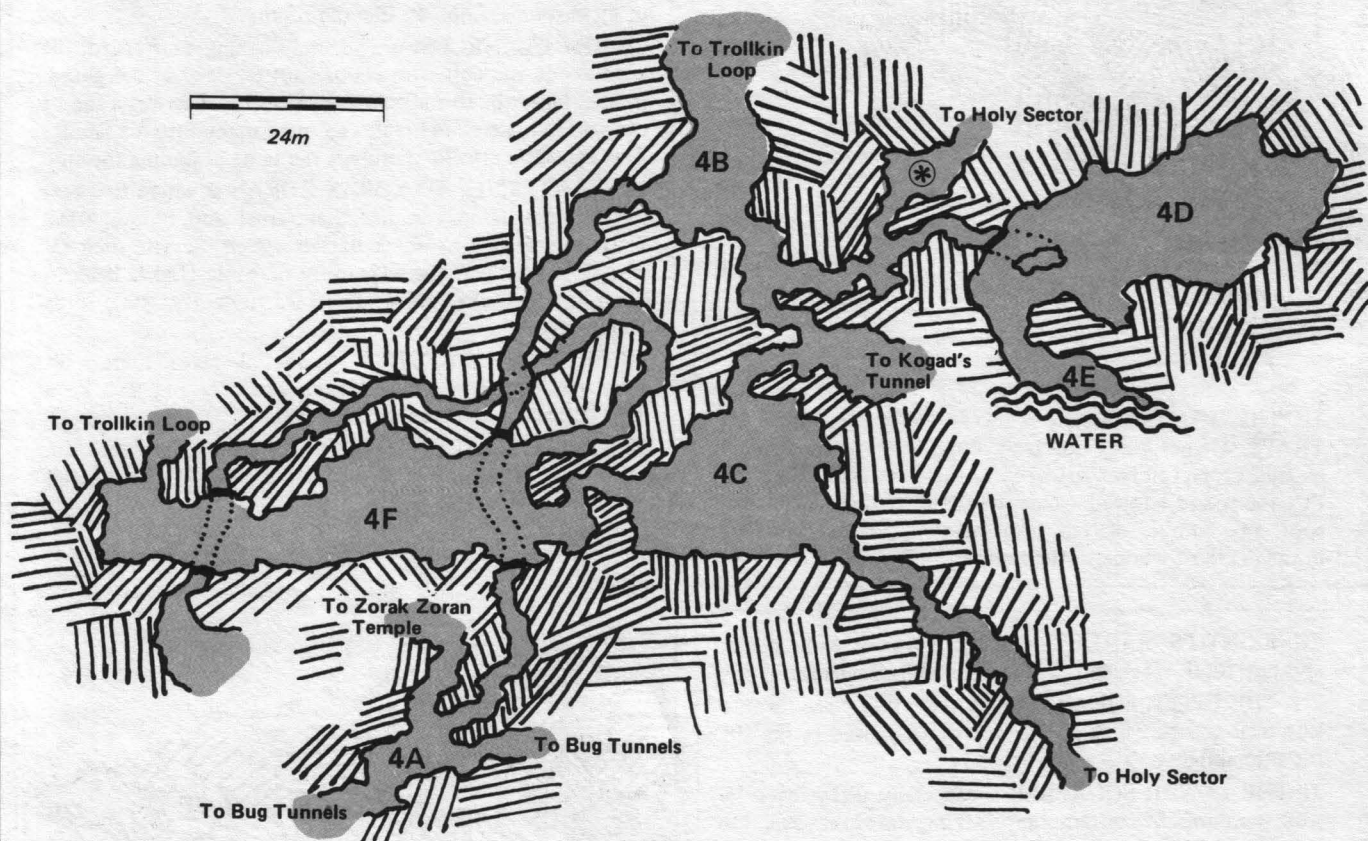 To Trollkin
Loop
24m
To Holy Sector
4B
4D
To Kogad's
Tunnel
4E
WATER
To Trollkin Loop
4C
4F
To Zorak Zoran
Temple
4A
To Bug Tunnels
To Holy Sector
To Bug Tunnels